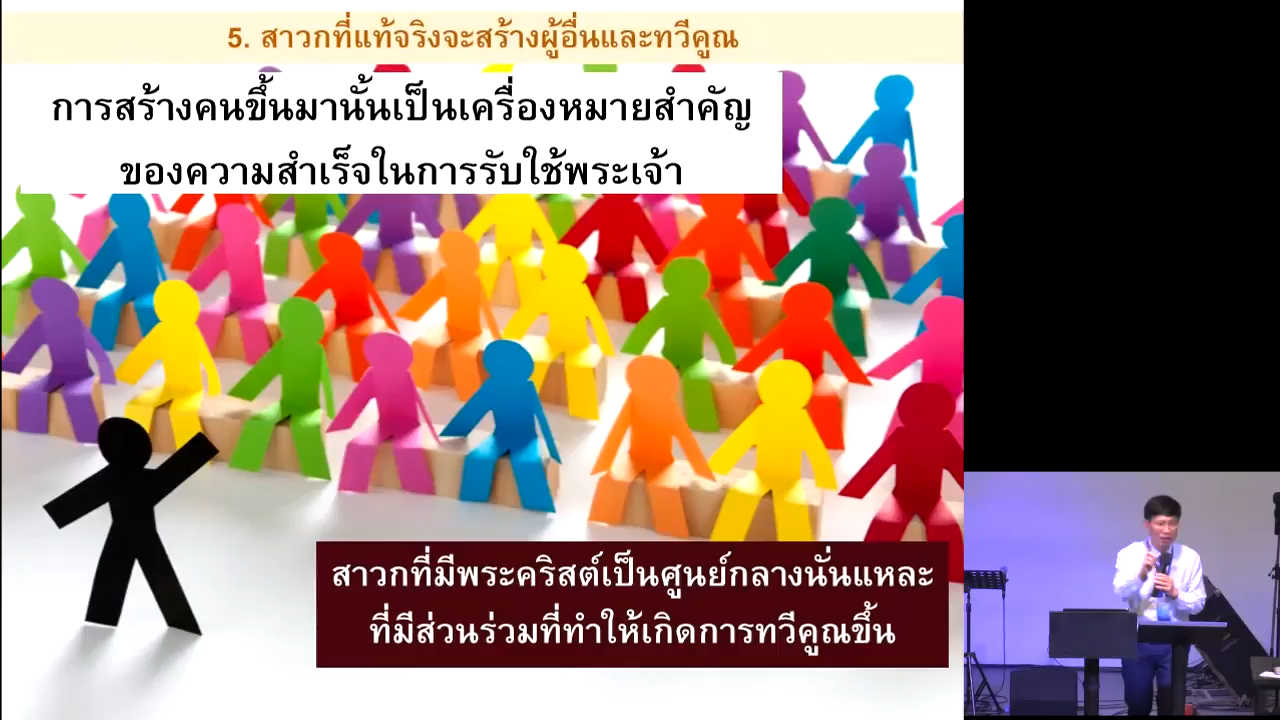 5. สาวกที่แท้จริงจะสร้างผู้อื่นและทวีคูณ
การสร้างคนขึ้นมานั้นเป็นเครื่องหมายสำคัญ
ของความสำเร็จในการรับใช้พระเจ้า
สาวกที่มีพระคริสต์เป็นศูนย์กลางนั่นแหละ
ที่มีส่วนร่วมที่ทำให้เกิดการทวีคูณขึ้น